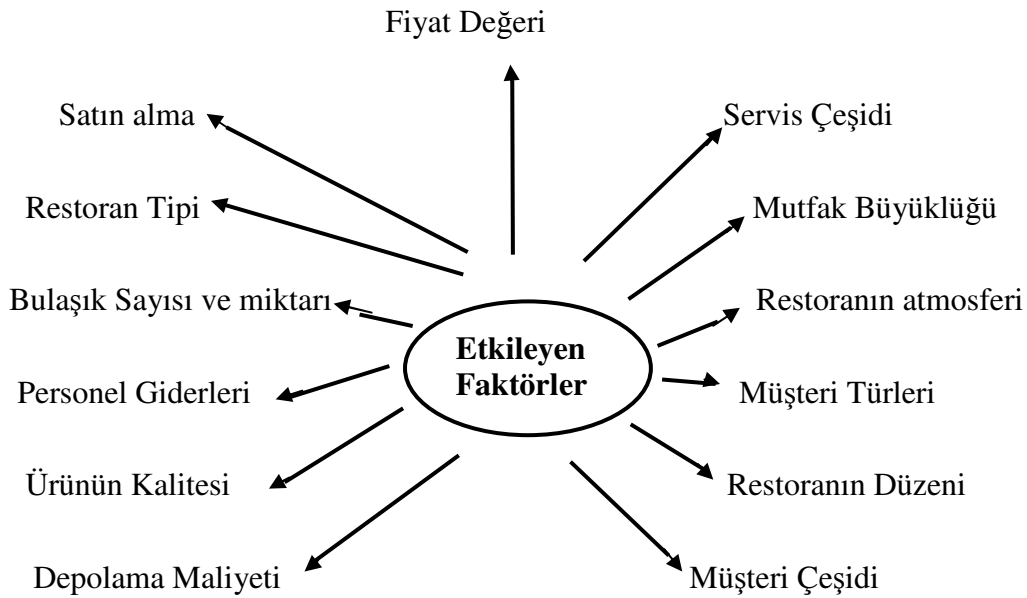 Fiyat Değeri
Satın alma
Servis Çeşidi
Restoran Tipi
Mutfak Büyüklüğü
Bulaşık Sayısı ve miktarı
Restoranın atmosferi
Etkileyen
Faktörler
Personel Giderleri
Müşteri Türleri
Ürünün Kalitesi
Restoranın Düzeni
Depolama Maliyeti
Müşteri Çeşidi